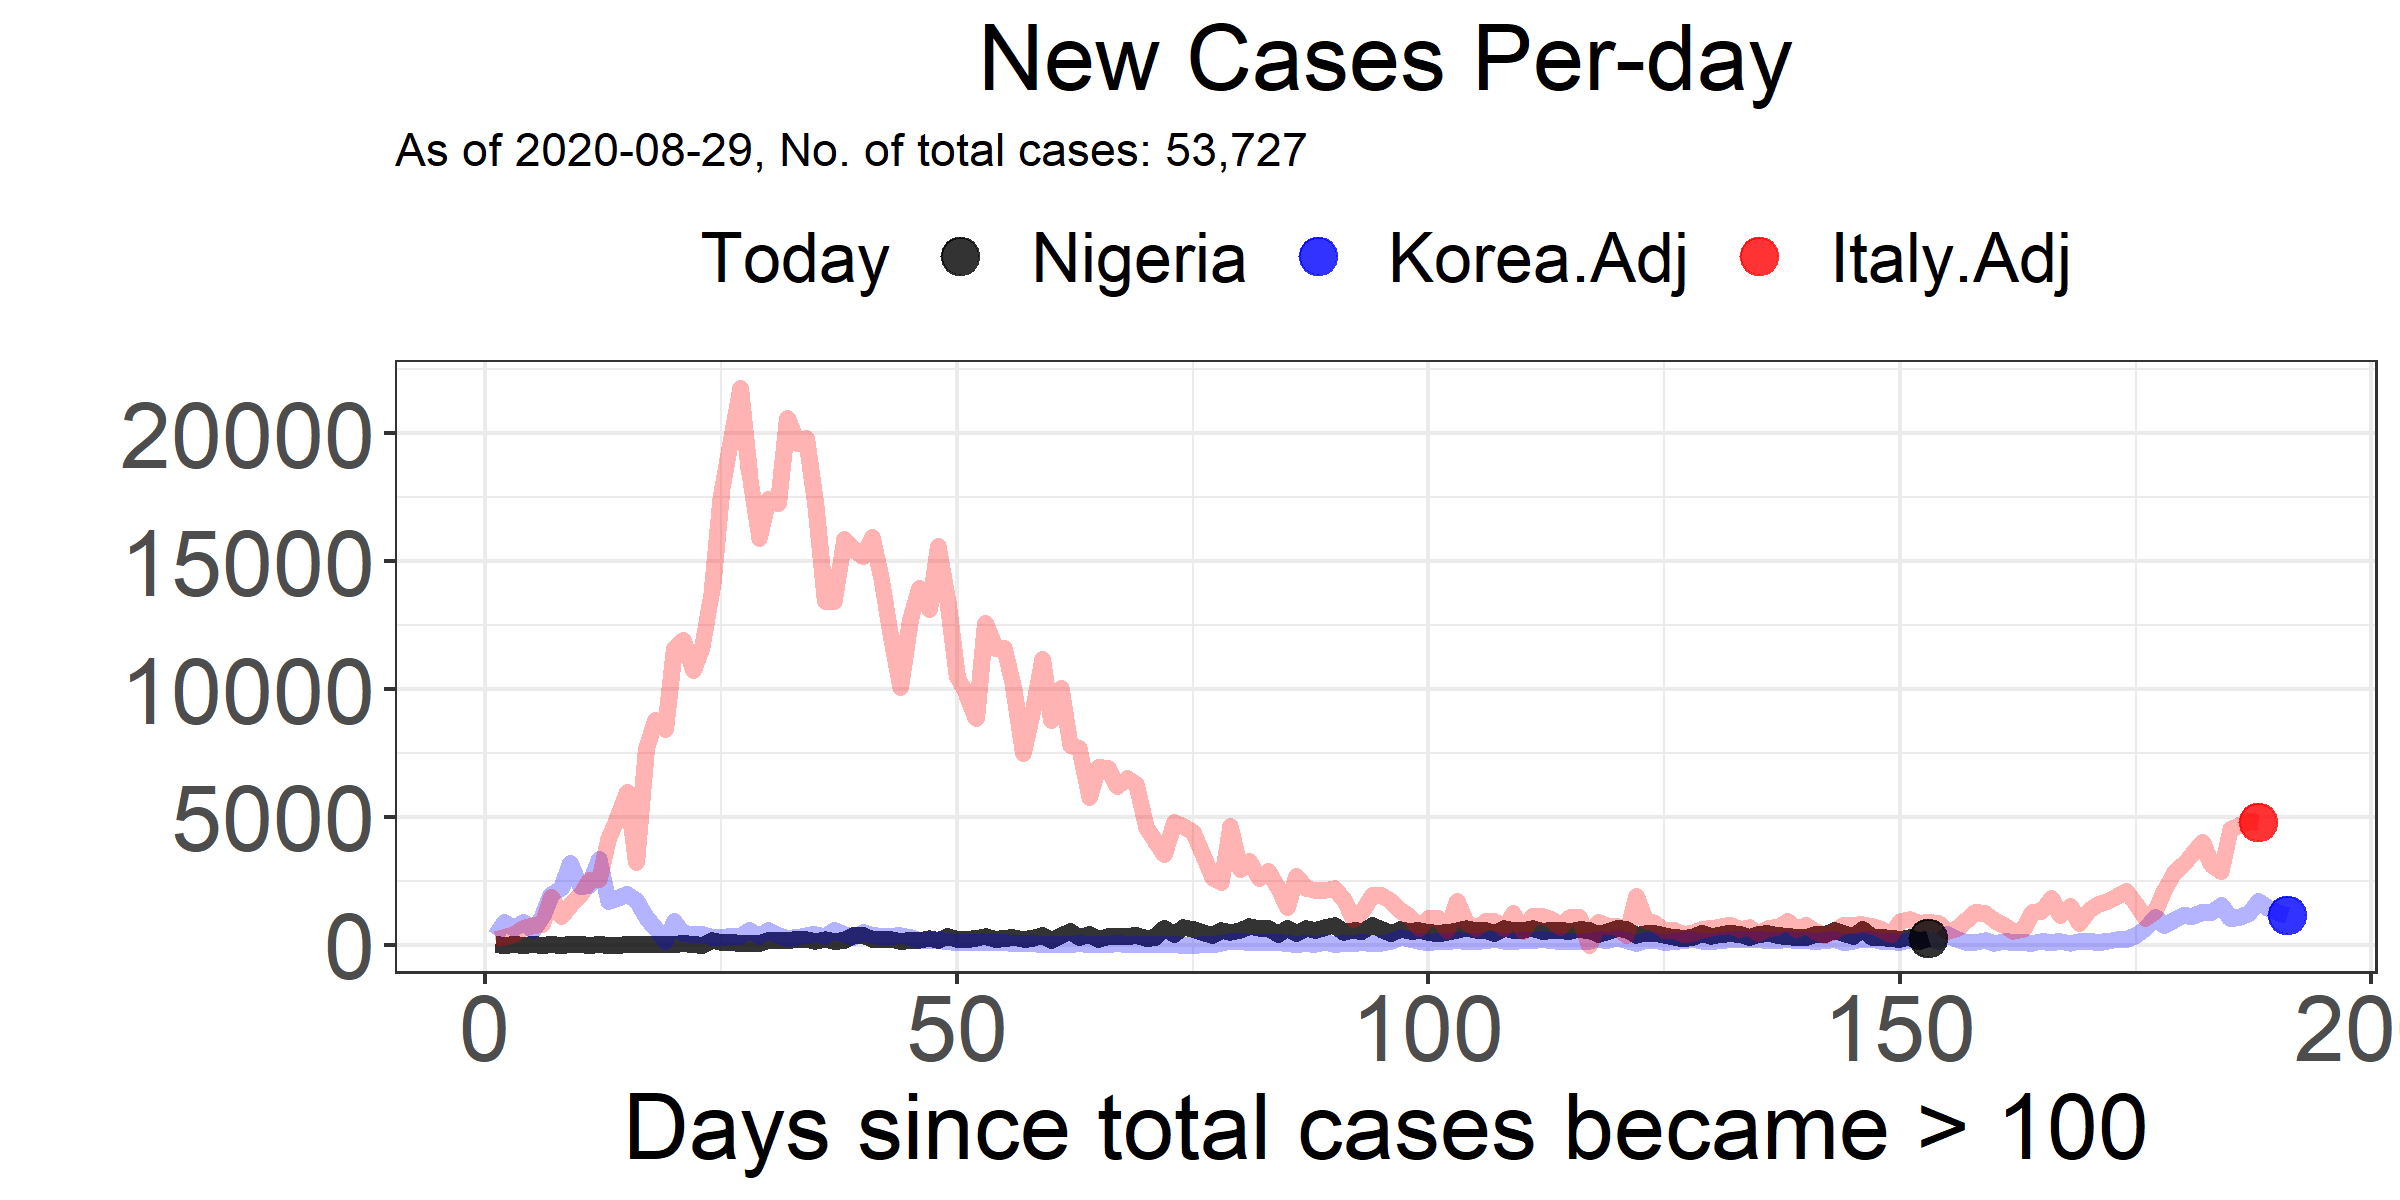 New Cases Per-day
As of 2020-08-29, No. of total cases: 53,727
Today Nigeria Korea.Adj Italy.Adj
20000
15000
10000
5000
0
0 50 100 150 20
Days since total cases became > 100